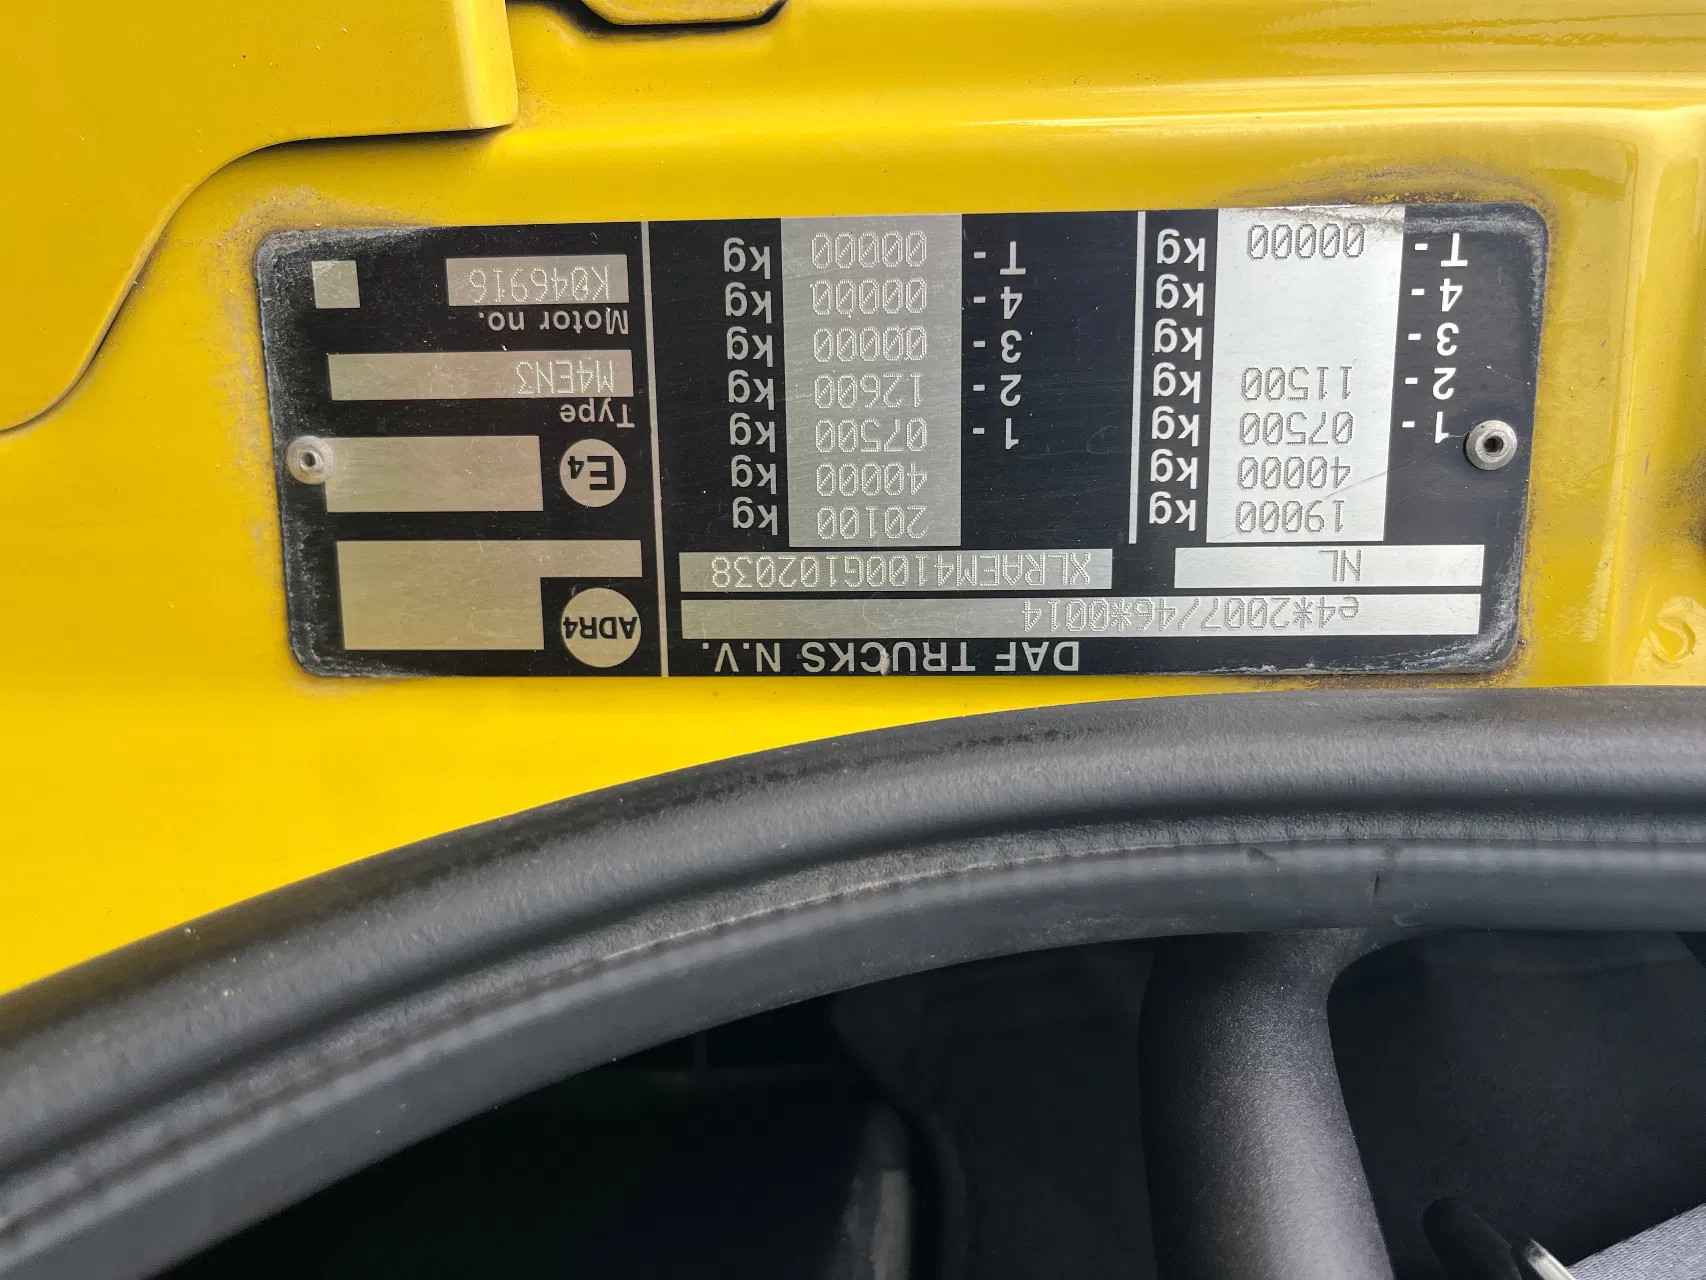 DAF TRUCKS N.V.
e4*2007/46*0014
NL XLRAEM4100G102038
19000 kg 20100 kg
40000 kg 40000 kg
1 - 07500 kg 1 - 07500 kg
2 - 11500 kg 2 - 12600 kg
3 - kg 3 - 00000 kg
4 - kg 4 - 00000 kg
T - 00000 kg T - 00000 kg
ADR4
E4
Type
M4EN3
Motor no.
K046916